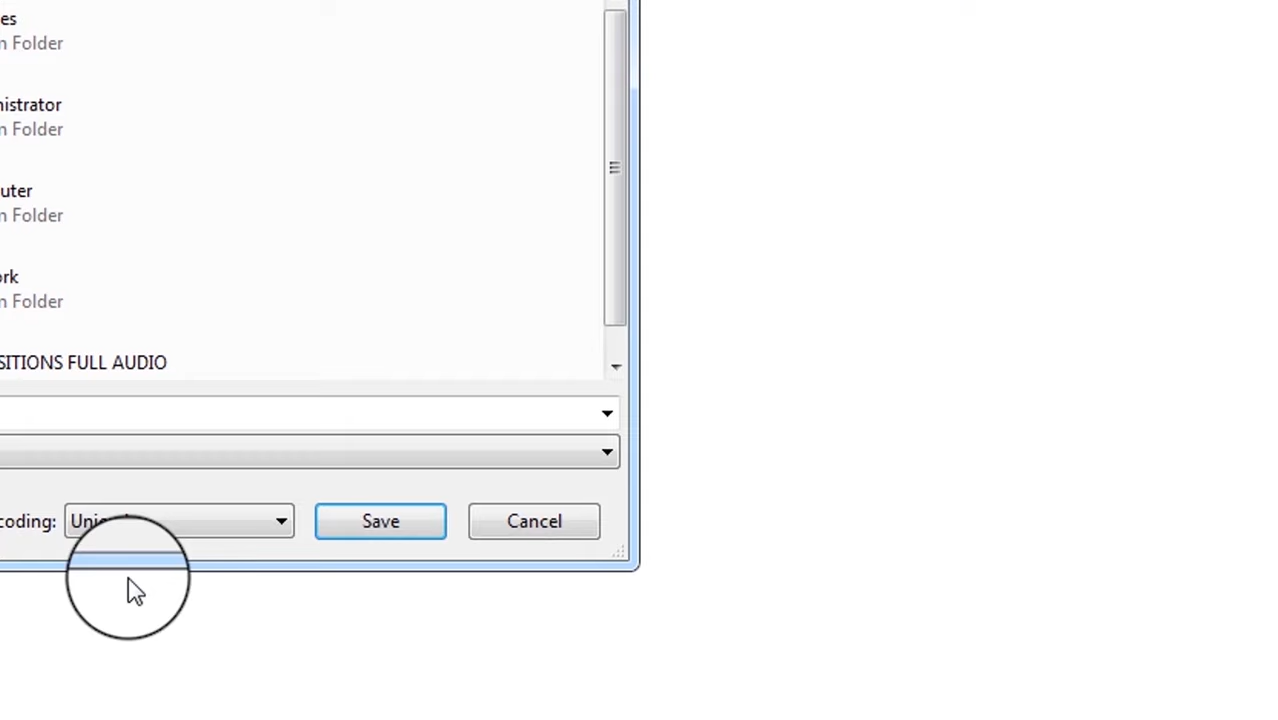 es
n Folder
nistrator
n Folder
uter
n Folder
ork
n Folder
SITIONS FULL AUDIO
coding:
Save
Cancel